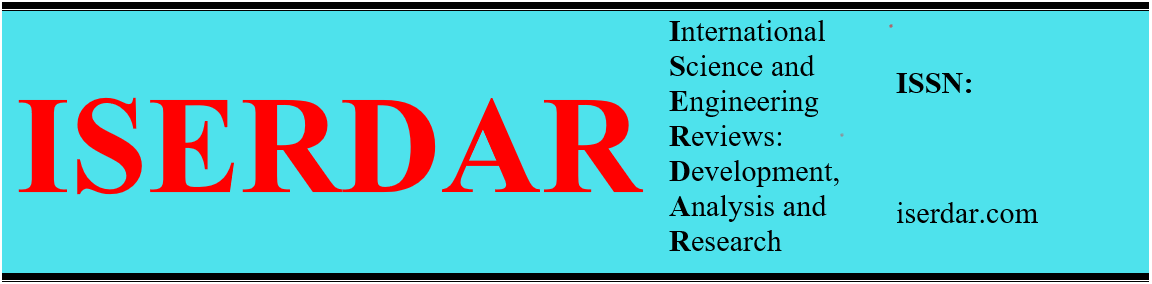 ISERDAR
International
Science and
Engineering
Reviews:
Development,
Analysis and
Research
ISSN:
iserdar.com